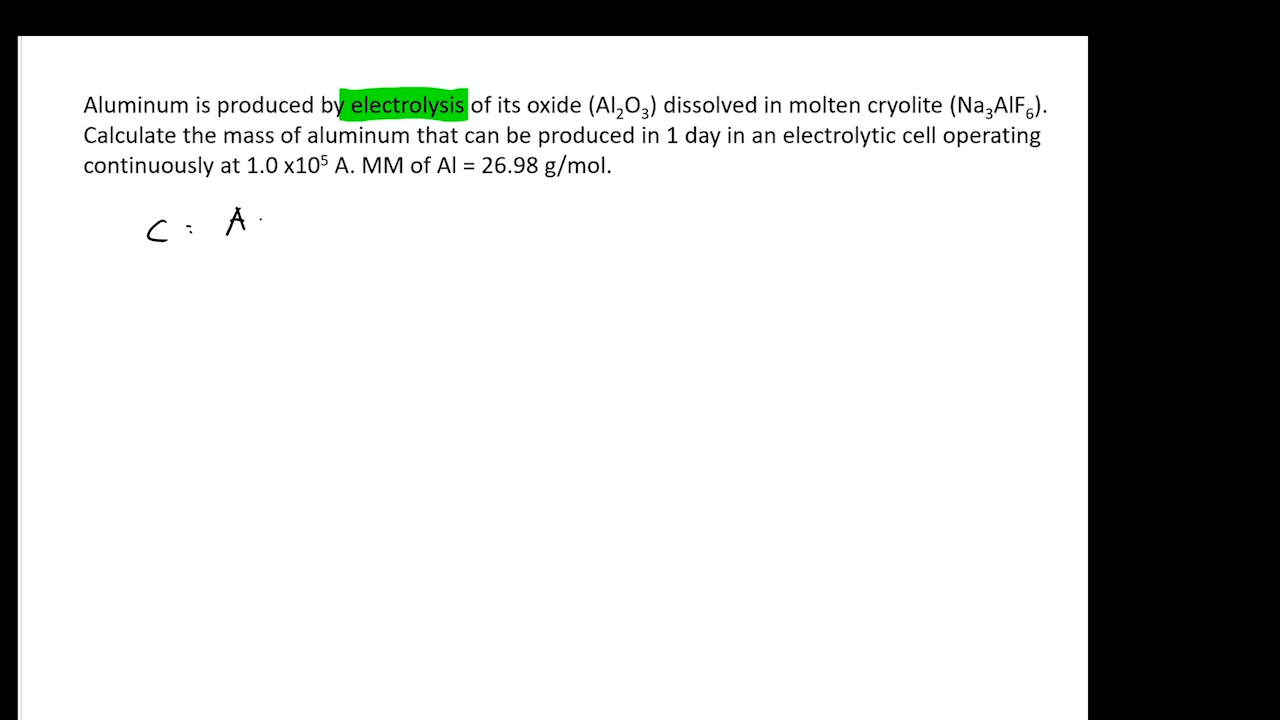 Aluminum is produced by electrolysis of its oxide (Al₂O₃) dissolved in molten cryolite (Na₃AlF₆).
Calculate the mass of aluminum that can be produced in 1 day in an electrolytic cell operating
continuously at 1.0 x10⁵ A. MM of Al = 26.98 g/mol.
C = A ·